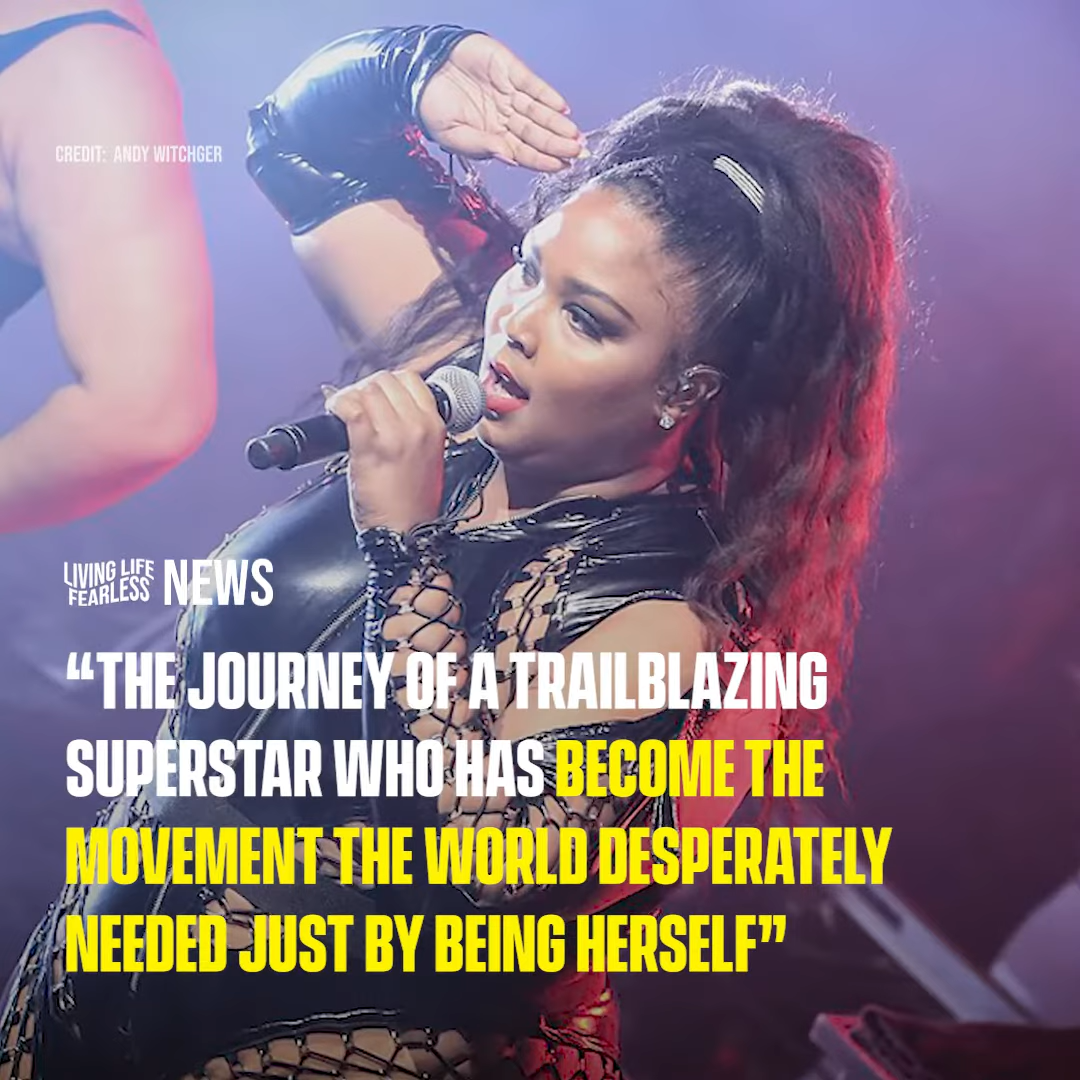 CREDIT: ANDY WITCHGER
LIVING LIFE
FEARLESS NEWS
“THE JOURNEY OF A TRAILBLAZING
SUPERSTAR WHO HAS BECOME THE
MOVEMENT THE WORLD DESPERATELY
NEEDED JUST BY BEING HERSELF”